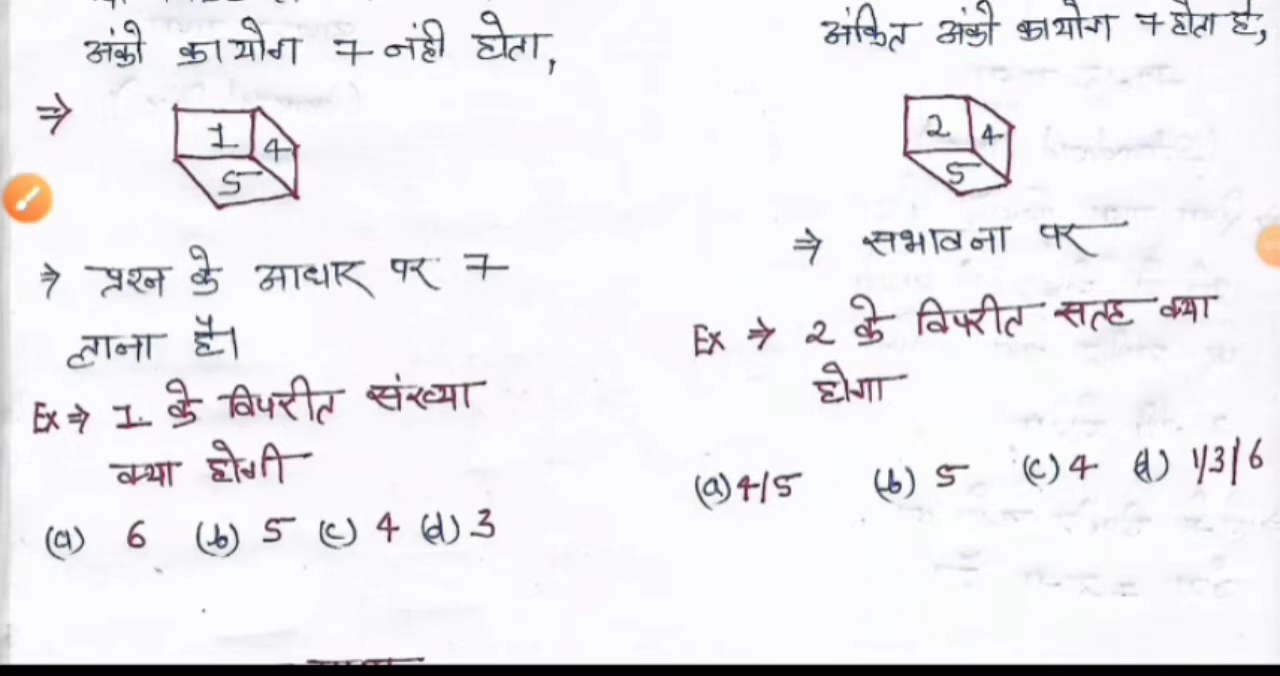 अंको का योग 7 नंही होता,
⇒
1 4
5
⇒ प्रश्न के आधार पर 7
लाना है।
Ex ⇒ 1. के विपरीत संख्या
क्या होगी
(a) 6 (b) 5 (c) 4 (d) 3
अंकित अंको का योग 7 होता है,
2 4
5
⇒ सभावना पर
Ex ⇒ 2 के विपरीत सतह क्या
होगा
(a) 4/5 (b) 5 (c) 4 (d) 1/3/6